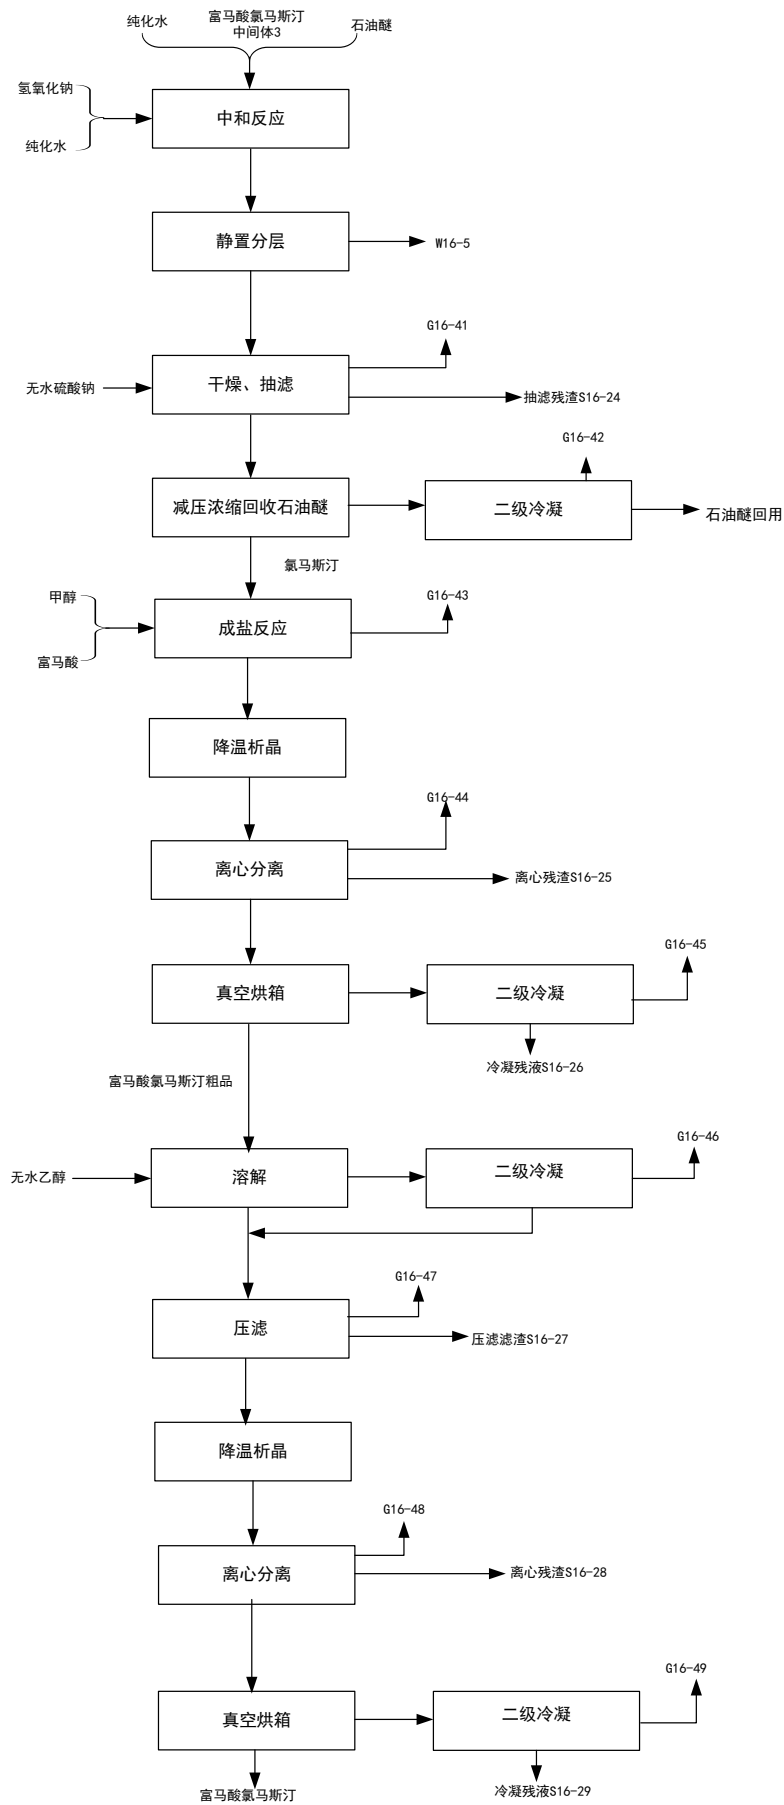 纯化水
富马酸氯马斯汀
中间体3
石油醚
氢氧化钠
纯化水
中和反应
静置分层
W16-5
G16-41
无水硫酸钠
干燥、抽滤
抽滤残渣S16-24
G16-42
减压浓缩回收石油醚
二级冷凝
石油醚回用
氯马斯汀
甲醇
富马酸
G16-43
成盐反应
降温析晶
G16-44
离心分离
离心残渣S16-25
G16-45
真空烘箱
二级冷凝
冷凝残液S16-26
富马酸氯马斯汀粗品
G16-46
无水乙醇
溶解
二级冷凝
G16-47
压滤
压滤滤渣S16-27
降温析晶
G16-48
离心分离
离心残渣S16-28
G16-49
真空烘箱
二级冷凝
富马酸氯马斯汀
冷凝残液S16-29